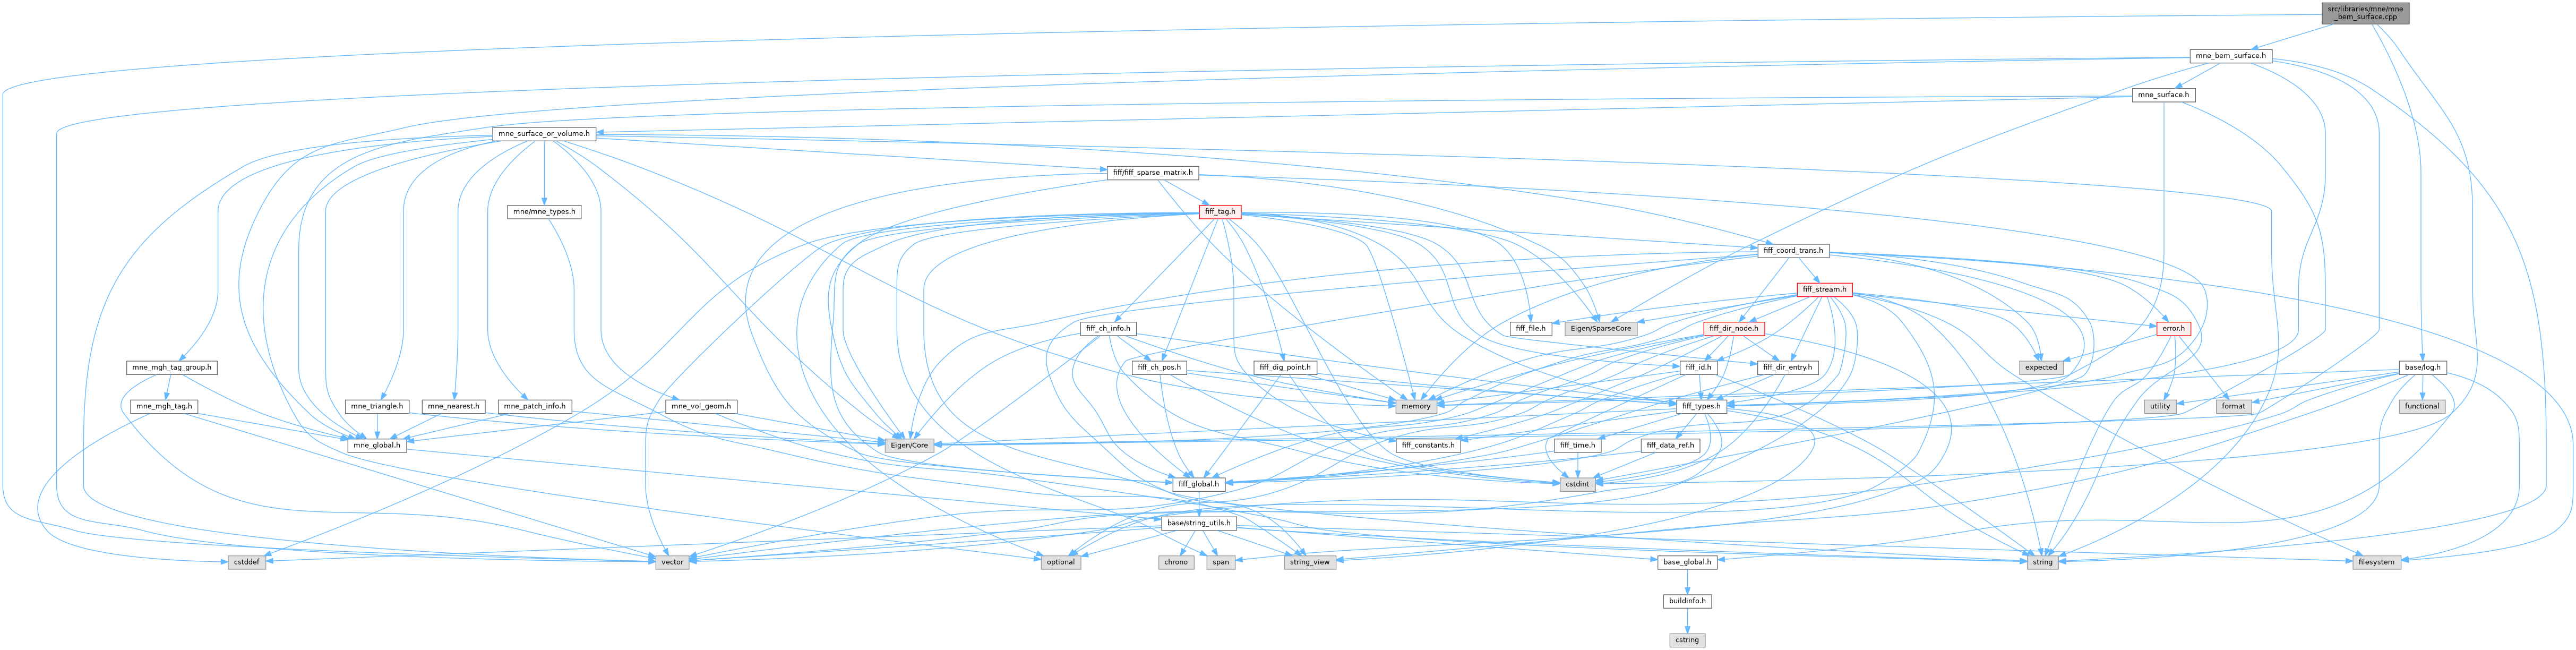 src/libraries/mne/mne
_bem_surface.cpp
mne_bem_surface.h
mne_surface.h
mne_surface_or_volume.h
fiff/fiff_sparse_matrix.h
mne/mne_types.h
fiff_tag.h
fiff_coord_trans.h
fiff_stream.h
fiff_ch_info.h
fiff_file.h
Eigen/SparseCore
fiff_dir_node.h
error.h
mne_mgh_tag_group.h
fiff_ch_pos.h
fiff_dig_point.h
fiff_id.h
fiff_dir_entry.h
expected
base/log.h
mne_mgh_tag.h
mne_triangle.h
mne_nearest.h
mne_patch_info.h
mne_vol_geom.h
memory
fiff_types.h
utility
format
functional
mne_global.h
Eigen/Core
fiff_constants.h
fiff_time.h
fiff_data_ref.h
fiff_global.h
cstdint
base/string_utils.h
cstddef
vector
optional
chrono
span
string_view
base_global.h
string
filesystem
buildinfo.h
cstring